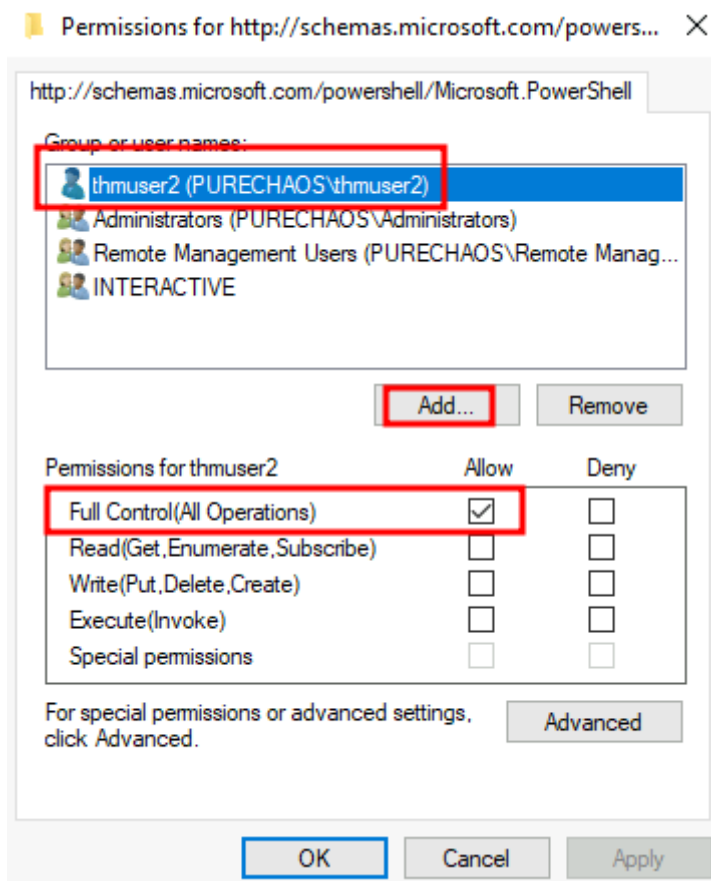 Permissions for http://schemas.microsoft.com/powers...
http://schemas.microsoft.com/powershell/Microsoft.PowerShell
Group or user names:
thmuser2 (PURECHAOS\thmuser2)
Administrators (PURECHAOS\Administrators)
Remote Management Users (PURECHAOS\Remote Manag...
INTERACTIVE
Add... Remove
Permissions for thmuser2 Allow Deny
Full Control(All Operations)
Read(Get,Enumerate,Subscribe)
Write(Put,Delete,Create)
Execute(Invoke)
Special permissions
For special permissions or advanced settings,
click Advanced.
Advanced
OK Cancel Apply